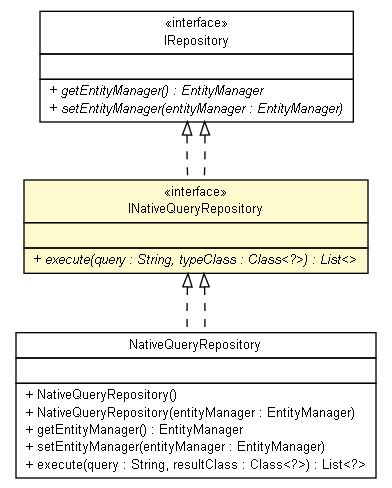 «interface»
IRepository
+ getEntityManager() : EntityManager
+ setEntityManager(entityManager : EntityManager)
«interface»
INativeQueryRepository
+ execute(query : String, typeClass : Class<?>) : List<>
NativeQueryRepository
+ NativeQueryRepository()
+ NativeQueryRepository(entityManager : EntityManager)
+ getEntityManager() : EntityManager
+ setEntityManager(entityManager : EntityManager)
+ execute(query : String, resultClass : Class<?>) : List<?>